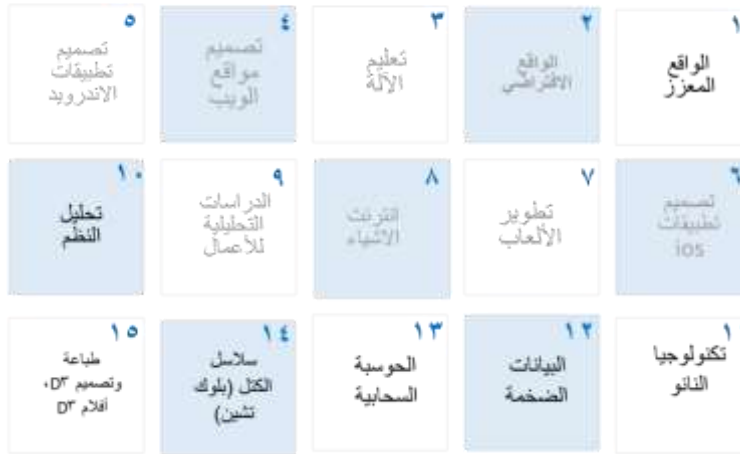 ١
الواقع
المعزز
٢
الواقع
الافتراضي
٣
تعليم
الآلة
٤
تصميم
مواقع
الويب
٥
تصميم
تطبيقات
الاندرويد
٦
تصميم
تطبيقات
ios
٧
تطوير
الألعاب
٨
انترنت
الاشياء
٩
الدراسات
التحليلية
للأعمال
١٠
تحليل
النظم
١
تكنولوجيا
النانو
١٢
البيانات
الضخمة
١٣
الحوسبة
السحابية
١٤
سلاسل
الكتل (بلوك
تشين)
١٥
طباعة
وتصميم D٣،
أفلام D٣